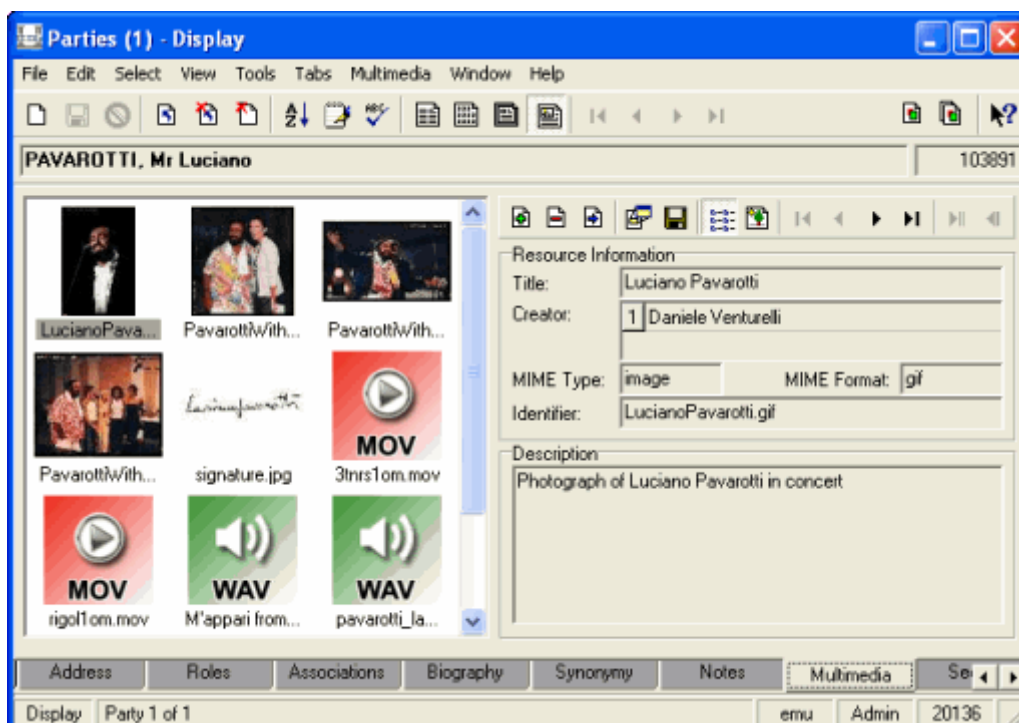 Parties (1) - Display
File Edit Select View Tools Tabs Multimedia Window Help
PAVAROTTI, Mr Luciano 103891
LucianoPava... PavarottiWith... PavarottiWith...
PavarottiWith... signature.jpg 3tnrs1om.mov
MOV
rigol1om.mov M'appari from... pavarotti_la...
MOV WAV WAV
Resource Information
Title: Luciano Pavarotti
Creator: 1 Daniele Venturelli
MIME Type: image MIME Format: gif
Identifier: LucianoPavarotti.gif
Description
Photograph of Luciano Pavarotti in concert
Address Roles Associations Biography Synonymy Notes Multimedia Se
Display Party 1 of 1 emu Admin 20136